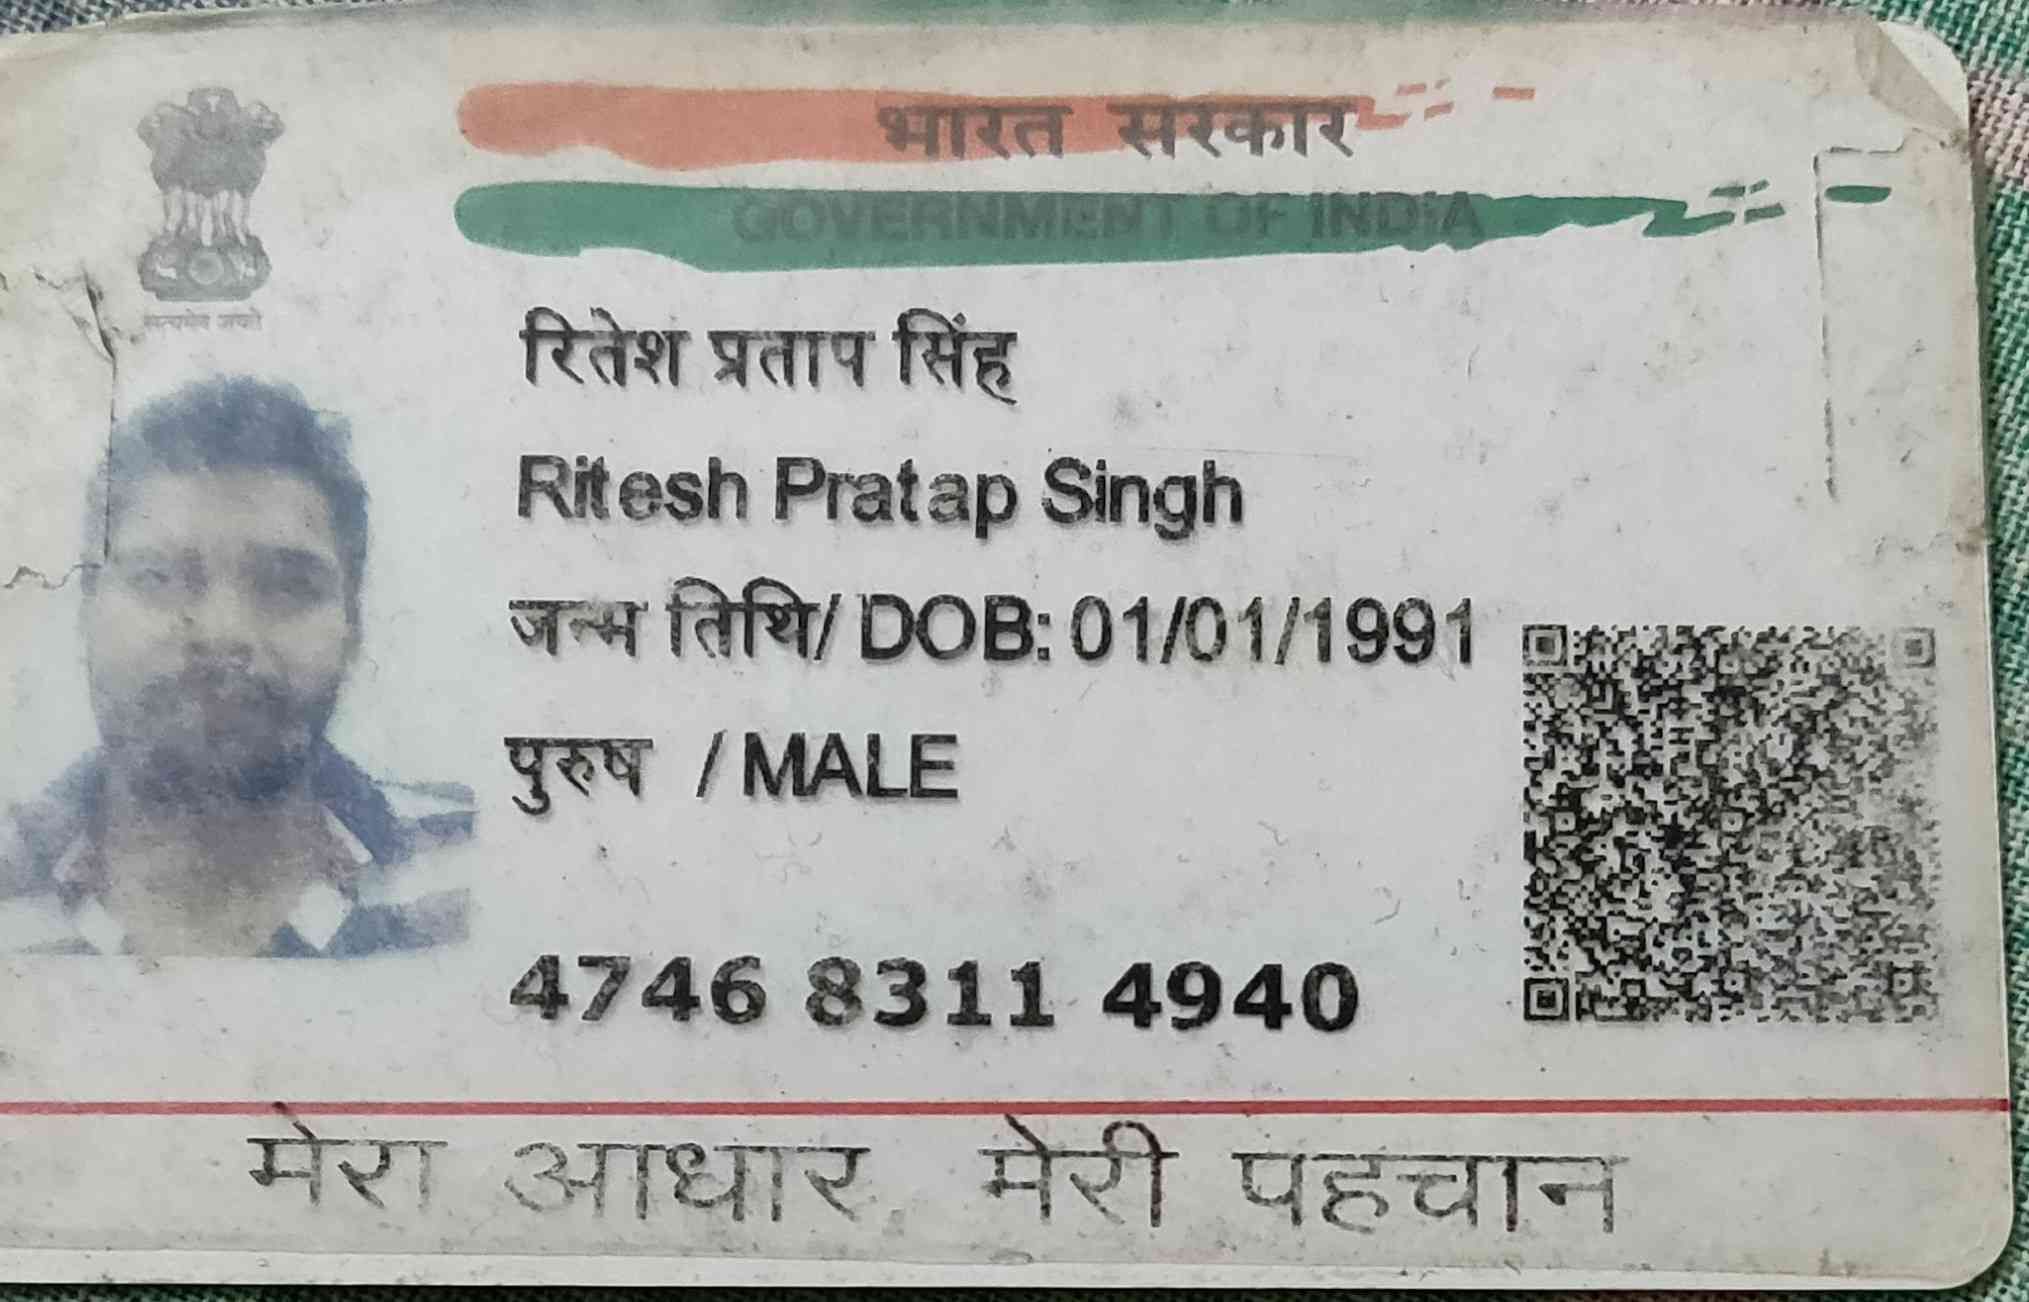 भारत सरकार
GOVERNMENT OF INDIA
सत्यमेव जयते
रितेश प्रताप सिंह
Ritesh Pratap Singh
जन्म तिथि/ DOB: 01/01/1991
पुरुष / MALE
4746 8311 4940
मेरा आधार, मेरी पहचान